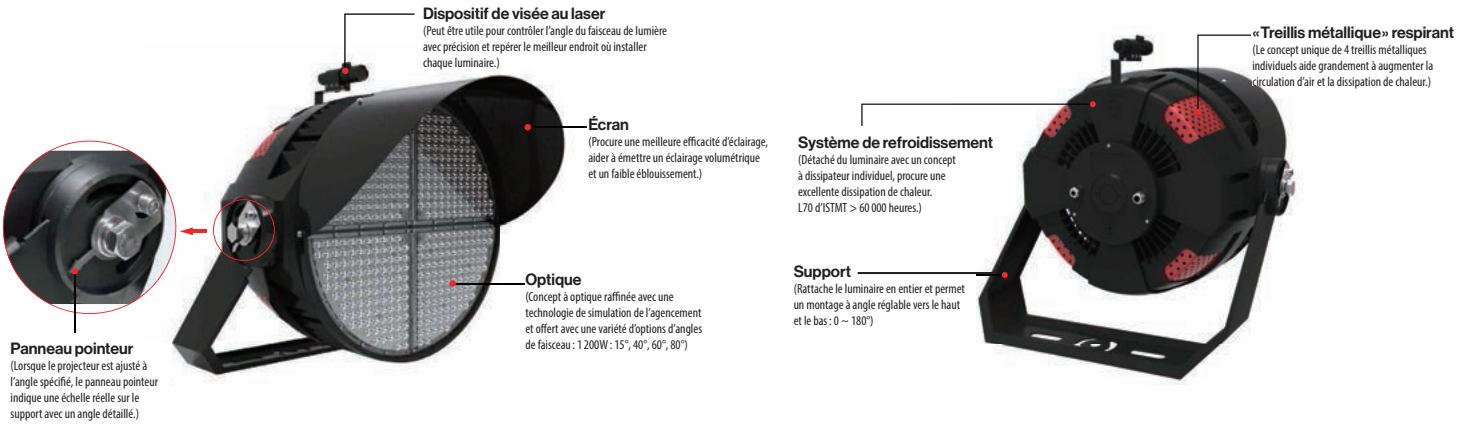 Dispositif de visée au laser
(Peut être utile pour contrôler l'angle du faisceau de lumière
avec précision et repérer le meilleur endroit où installer
chaque luminaire.)
Écran
(Procure une meilleure efficacité d'éclairage,
aider à émettre un éclairage volumétrique
et un faible éblouissement.)
Optique
(Concept à optique raffinée avec une
technologie de simulation de l'agencement
et offert avec une variété d'options d'angles
de faisceau : 1 200W : 15°, 40°, 60°, 80°)
Panneau pointeur
(Lorsque le projecteur est ajusté à
l'angle spécifié, le panneau pointeur
indique une échelle réelle sur le
support avec un angle détaillé.)
«Treillis métallique» respirant
(Le concept unique de 4 treillis métalliques
individuels aide grandement à augmenter la
circulation d'air et la dissipation de chaleur.)
Système de refroidissement
(Détaché du luminaire avec un concept
à dissipateur individuel, procure une
excellente dissipation de chaleur.
L70 d'ISTMT > 60 000 heures.)
Support
(Rattache le luminaire en entier et permet
un montage à angle réglable vers le haut
et le bas : 0 ~ 180°)